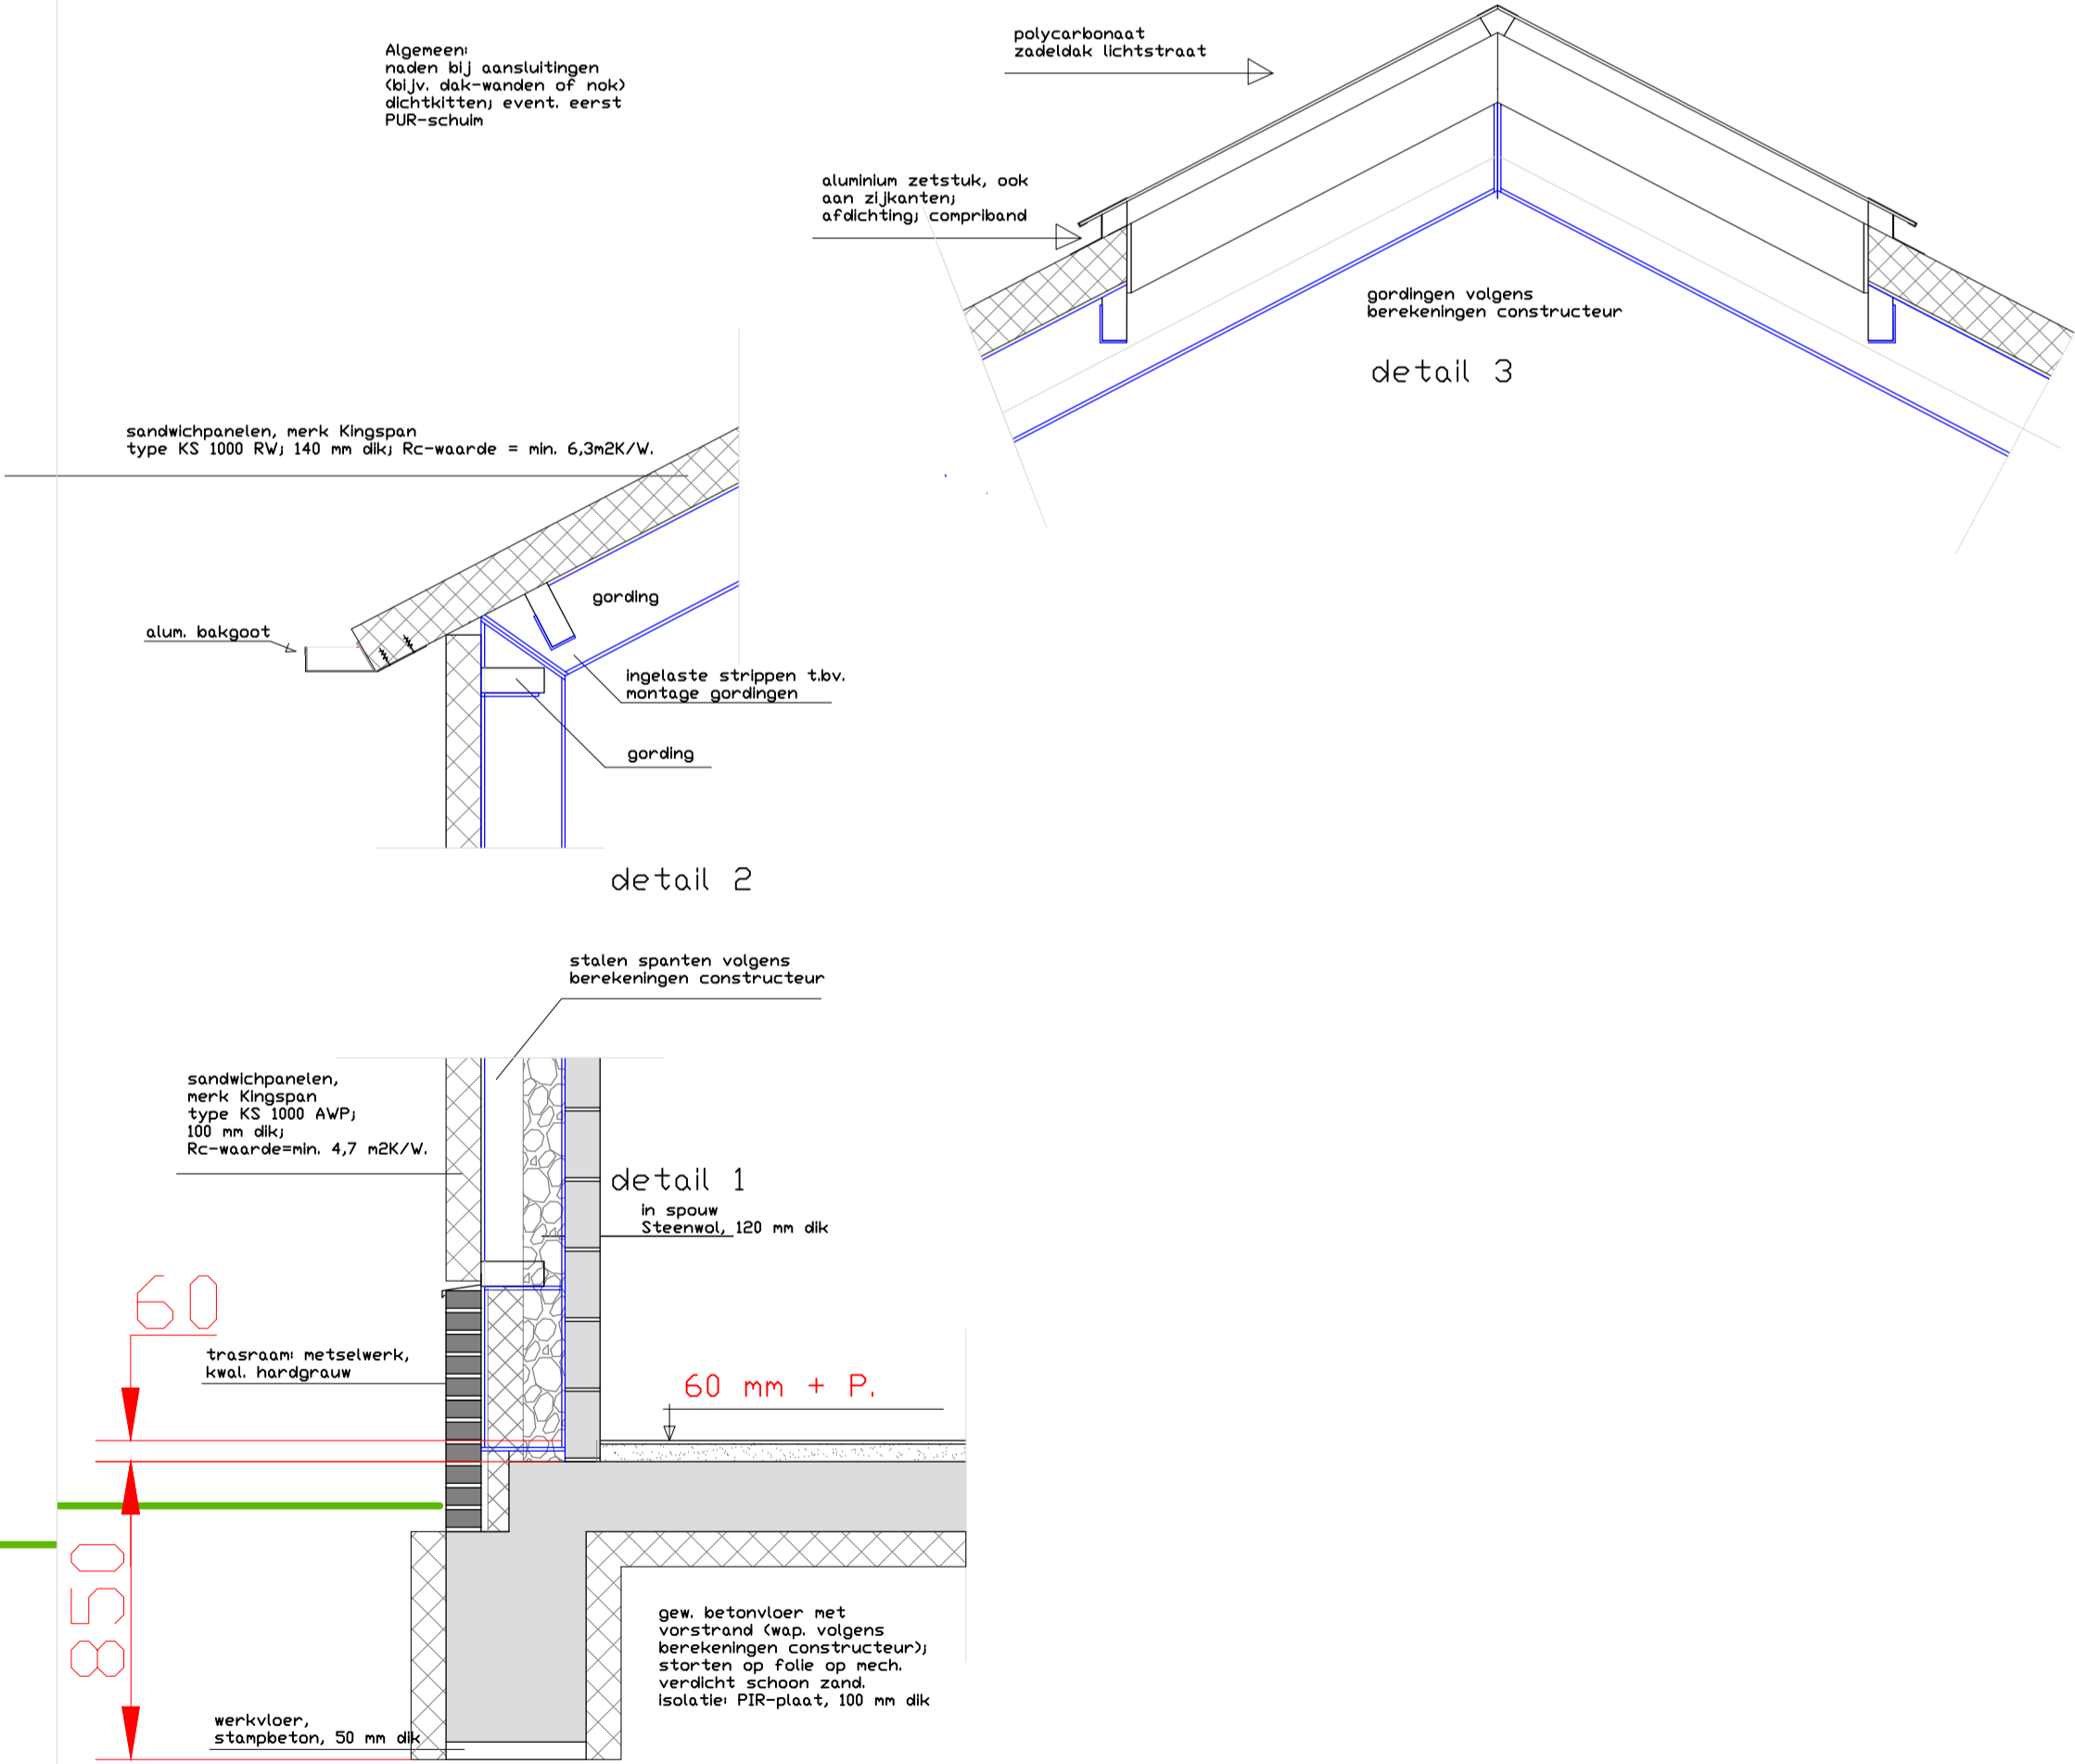 Algemeen:
naden bij aansluitingen
(bijv. dak-wanden of nok)
dichtkitten; event. eerst
PUR-schuim
polycarbonaat
zadeldak lichtstraat
aluminium zetstuk, ook
aan zijkanten;
afdichting; compriband
gordingen volgens
berekeningen constructeur
detail 3
sandwichpanelen, merk Kingspan
type KS 1000 RW; 140 mm dik; Rc-waarde = min. 6,3m2K/W.
gording
alum. bakgoot
ingelaste strippen t.b.v.
montage gordingen
gording
detail 2
stalen spanten volgens
berekeningen constructeur
sandwichpanelen,
merk Kingspan
type KS 1000 AWP;
100 mm dik;
Rc-waarde=min. 4,7 m2K/W.
detail 1
in spouw
Steenwol, 120 mm dik
60
trasraam: metselwerk,
kwal. hardgrauw
60 mm + P.
850
gew. betonvloer met
vorstrand (wap. volgens
berekeningen constructeur);
storten op folie op mech.
verdicht schoon zand.
isolatie: PIR-plaat, 100 mm dik
werkvloer,
stampbeton, 50 mm dik